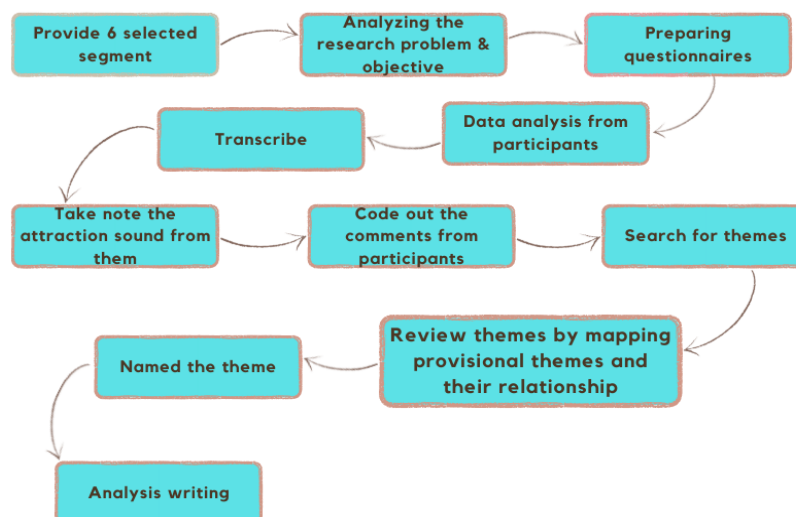 Provide 6 selected
segment
Analyzing the
research problem &
objective
Preparing
questionnaires
Data analysis from
participants
Transcribe
Take note the
attraction sound from
them
Code out the
comments from
participants
Search for themes
Review themes by mapping
provisional themes and
their relationship
Named the theme
Analysis writing